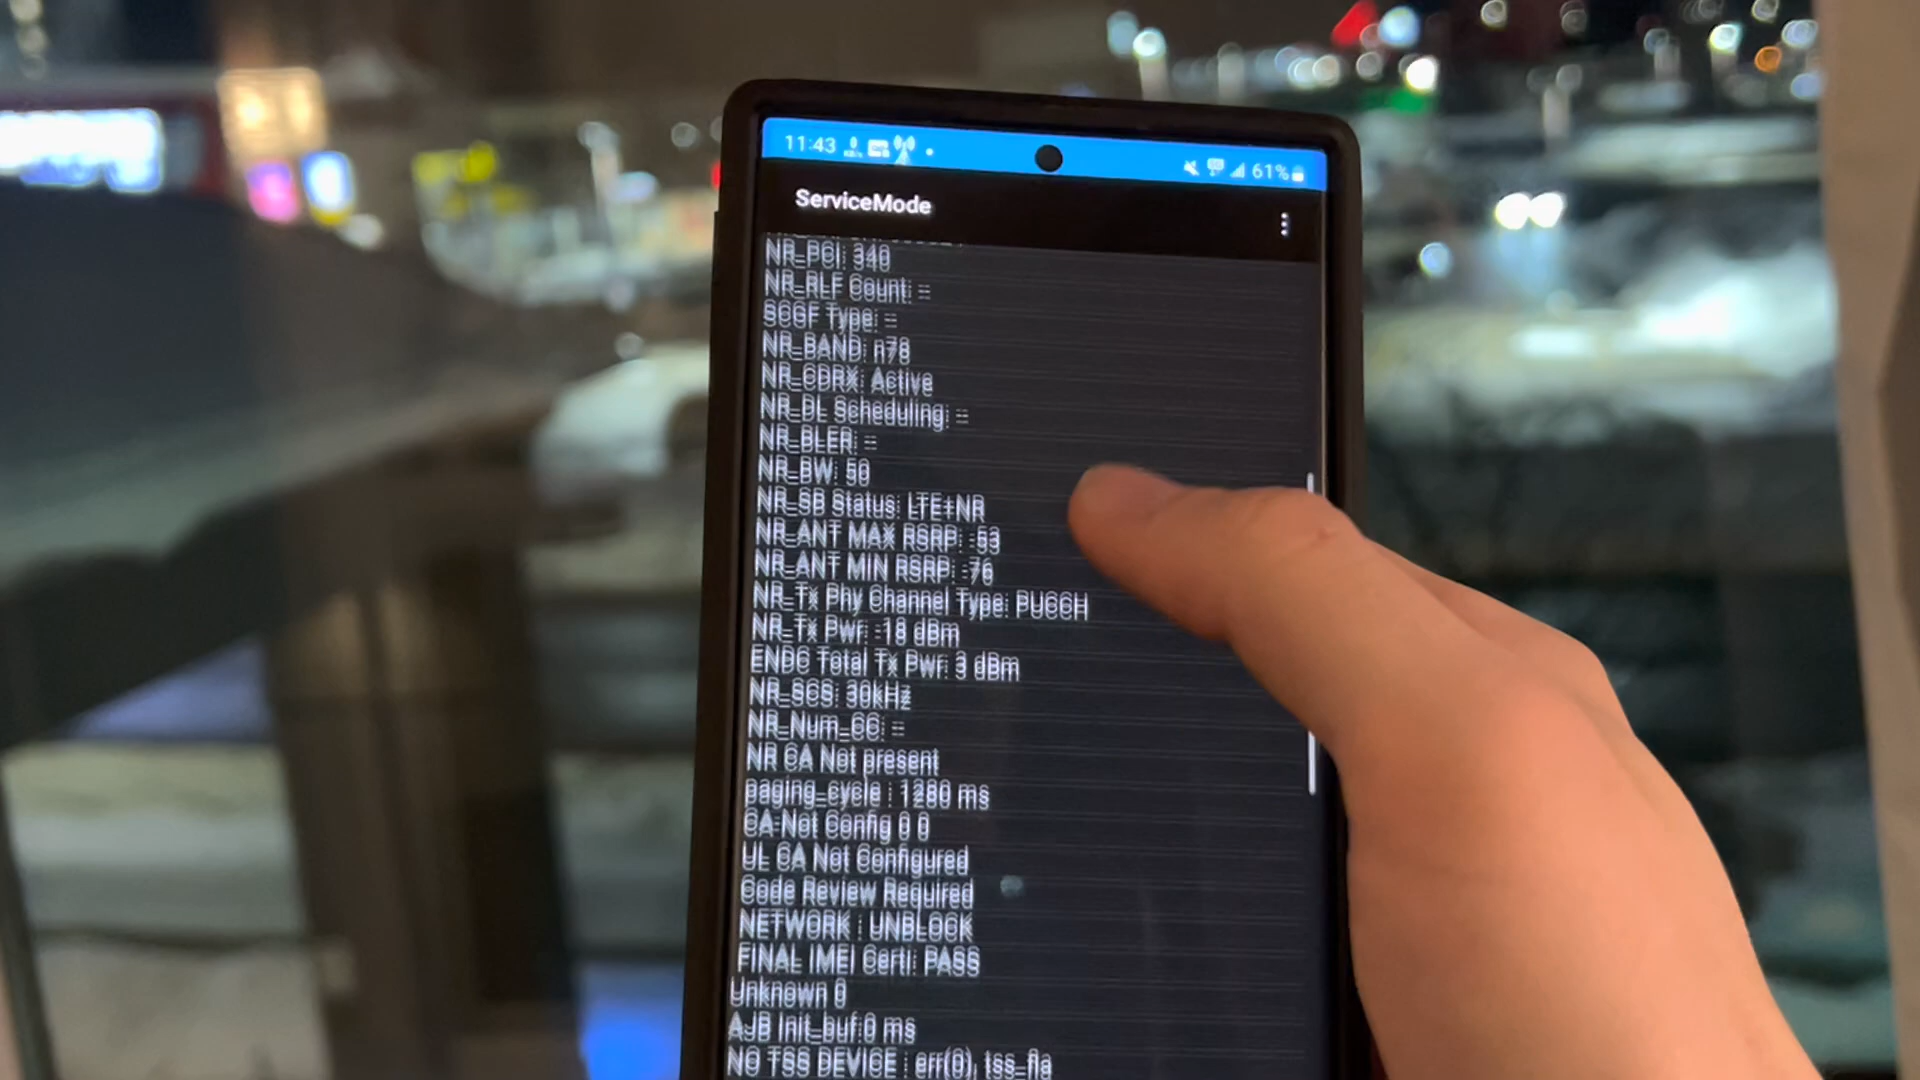 11:43
61%
ServiceMode
NR_PCI: 340
NR_RLF Count: -
SCGF Type: -
NR_BAND: n78
NR_CDRX: Active
NR_DL Scheduling: -
NR_BLER: -
NR_BW: 50
NR_SB Status: LTE+NR
NR_ANT MAX RSRP: -53
NR_ANT MIN RSRP: -76
NR_Tx Phy Channel Type: PUCCH
NR_Tx Pwr: -18 dBm
ENDC Total Tx Pwr: 3 dBm
NR_SCS: 30kHz
NR_Num_CC: -
NR CA Not present
paging_cycle : 1280 ms
CA-Not Config 0 0
UL CA Not Configured
Code Review Required
NETWORK : UNBLOCK
FINAL IMEI Certi: PASS
Unknown 0
AJB Init_buf:0 ms
NO TSS DEVICE : err(0), tss_fla